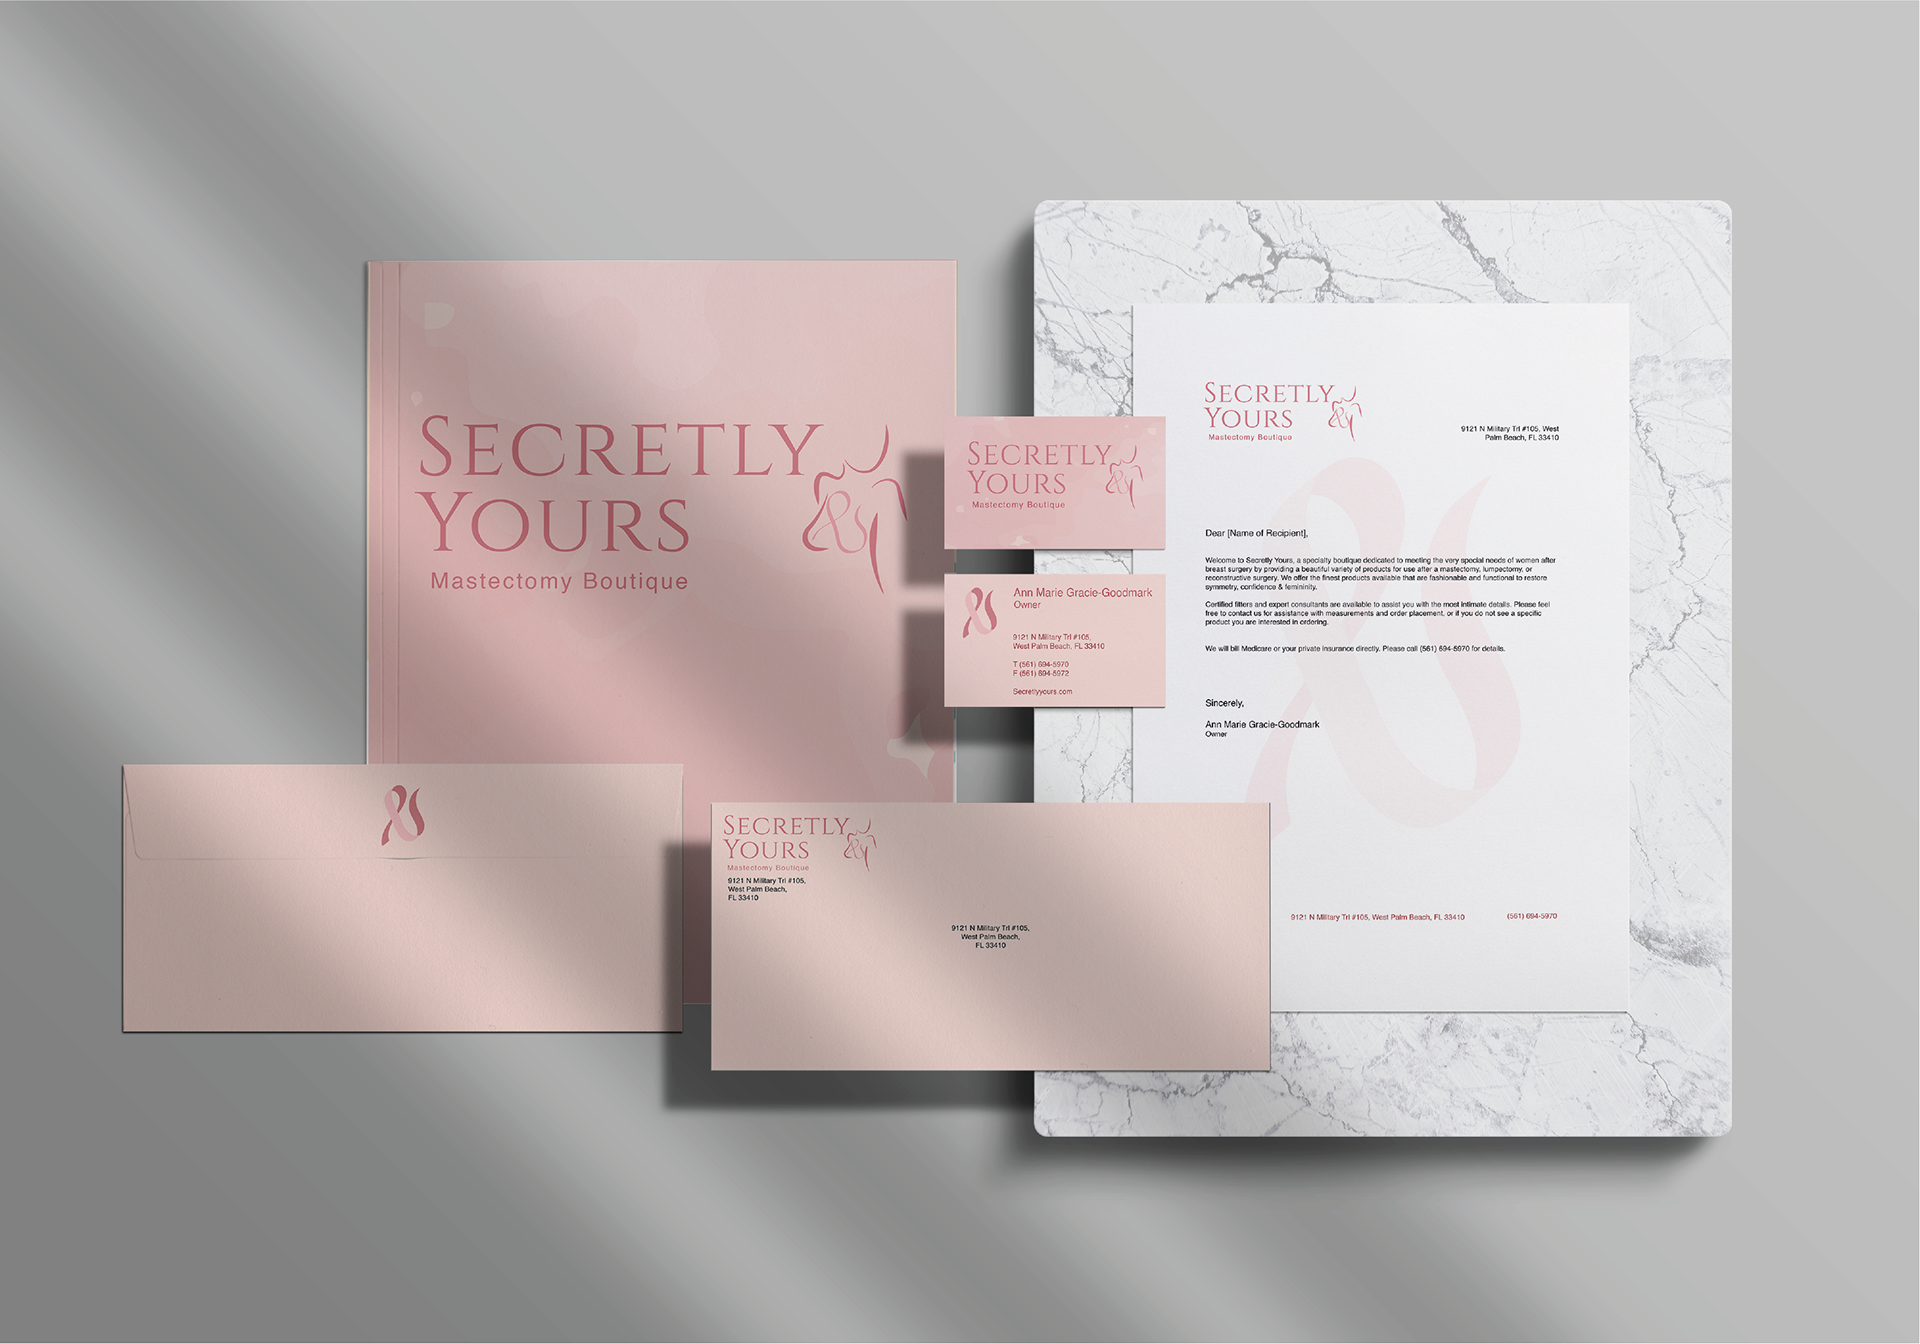 SECRETLY
YOURS
Mastectomy Boutique
SECRETLY
YOURS
Mastectomy Boutique
Ann Marie Gracie-Goodmark
Owner
9121 N Military Trl #105,
West Palm Beach, FL 33410
T (561) 694-5970
F (561) 694-5972
Secretlyyours.com
SECRETLY
YOURS
Mastectomy Boutique
9121 N Military Trl #105, West
Palm Beach, FL 33410
Dear [Name of Recipient],
Welcome to Secretly Yours, a specialty boutique dedicated to meeting the very special needs of women after
breast surgery by providing a beautiful variety of products for use after a mastectomy, lumpectomy, or
reconstructive surgery. We offer the finest products available that are fashionable and functional to restore
symmetry, confidence & femininity.
Certified fitters and expert consultants are available to assist you with the most intimate details. Please feel
free to contact us for assistance with measurements and order placement, or if you do not see a specific
product you are interested in ordering.
We will bill Medicare or your private insurance directly. Please call (561) 694-5970 for details.
Sincerely,
Ann Marie Gracie-Goodmark
Owner
9121 N Military Trl #105, West Palm Beach, FL 33410 (561) 694-5970
SECRETLY
YOURS
Mastectomy Boutique
9121 N Military Trl #105,
West Palm Beach,
FL 33410
9121 N Military Trl #105,
West Palm Beach,
FL 33410